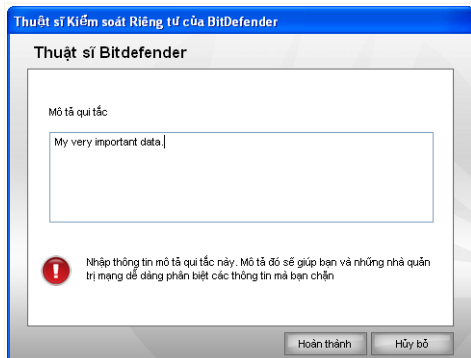 Thuật sĩ Kiểm soát Riêng tư của BitDefender
Thuật sĩ Bitdefender
Mô tả qui tắc
My very important data.
Nhập thông tin mô tả qui tắc này. Mô tả đó sẽ giúp bạn và những nhà quản
trị mạng dễ dàng phân biệt các thông tin mà bạn chặn
Hoàn thành
Hủy bỏ